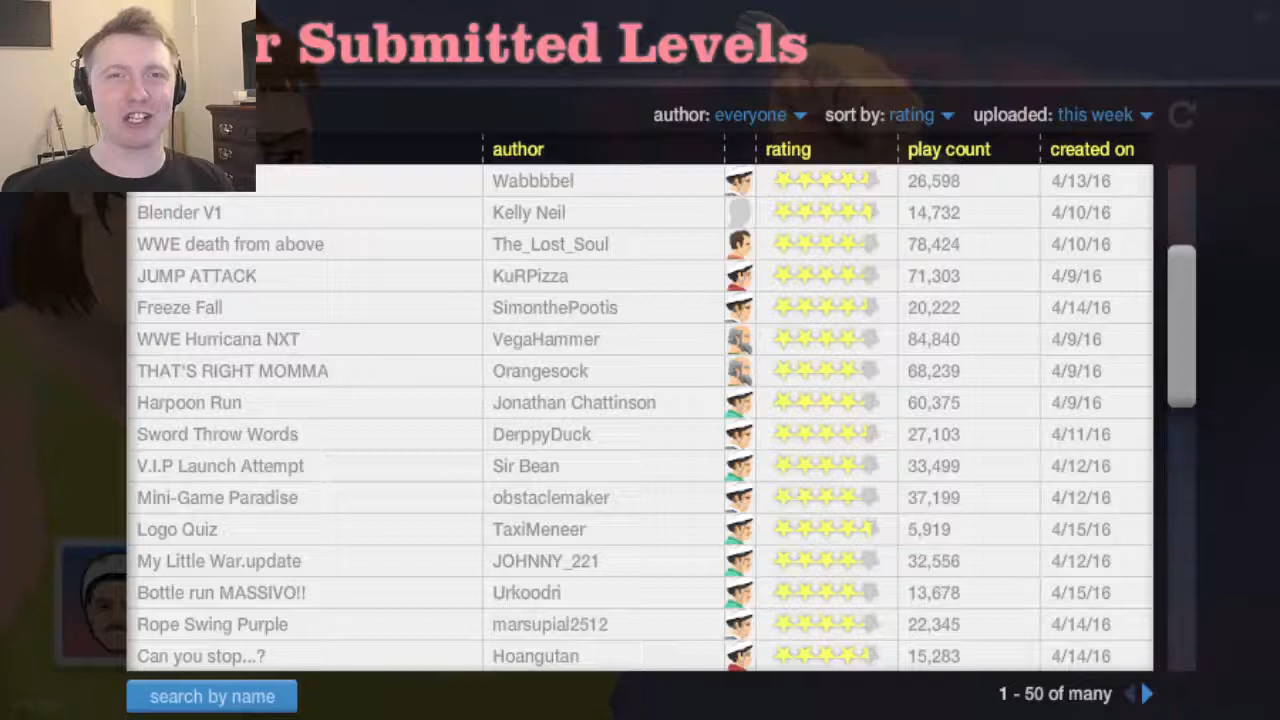 r Submitted Levels
author: everyone sort by: rating uploaded: this week
author rating play count created on
Wabbbbel 26,598 4/13/16
Blender V1 Kelly Neil 14,732 4/10/16
WWE death from above The_Lost_Soul 78,424 4/10/16
JUMP ATTACK KuRPizza 71,303 4/9/16
Freeze Fall SimonthePootis 20,222 4/14/16
WWE Hurricana NXT VegaHammer 84,840 4/9/16
THAT'S RIGHT MOMMA Orangesock 68,239 4/9/16
Harpoon Run Jonathan Chattinson 60,375 4/9/16
Sword Throw Words DerppyDuck 27,103 4/11/16
V.I.P Launch Attempt Sir Bean 33,499 4/12/16
Mini-Game Paradise obstaclemaker 37,199 4/12/16
Logo Quiz TaxiMeneer 5,919 4/15/16
My Little War.update JOHNNY_221 32,556 4/12/16
Bottle run MASSIVO!! Urkoodri 13,678 4/15/16
Rope Swing Purple marsupial2512 22,345 4/14/16
Can you stop...? Hoangutan 15,283 4/14/16
search by name 1 - 50 of many